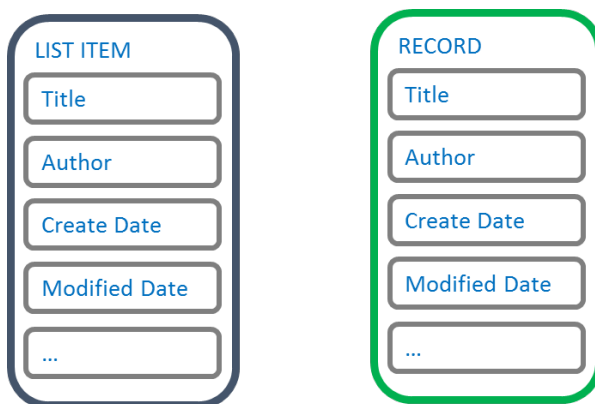 LIST ITEM
Title
Author
Create Date
Modified Date
...
RECORD
Title
Author
Create Date
Modified Date
...